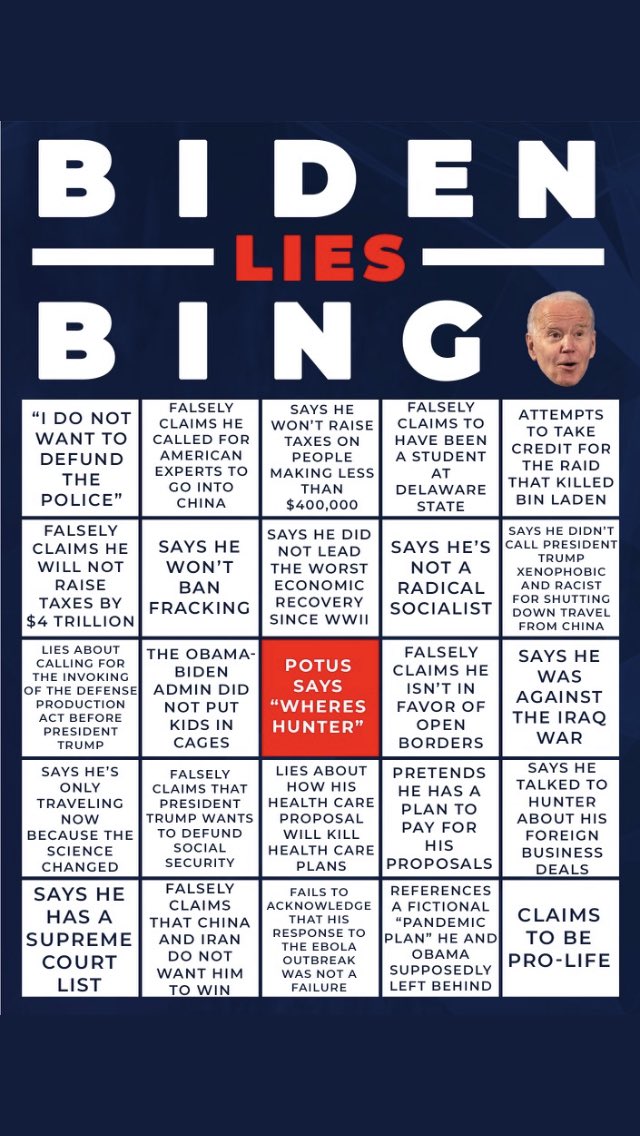 BIDEN
LIES
BING
"I DO NOT
WANT TO
DEFUND
THE
POLICE"
FALSELY
CLAIMS HE
CALLED FOR
AMERICAN
EXPERTS TO
GO INTO
CHINA
SAYS HE
WON'T RAISE
TAXES ON
PEOPLE
MAKING LESS
THAN
$400,000
FALSELY
CLAIMS TO
HAVE BEEN
A STUDENT
AT
DELAWARE
STATE
ATTEMPTS
TO TAKE
CREDIT FOR
THE RAID
THAT KILLED
BIN LADEN
FALSELY
CLAIMS HE
WILL NOT
RAISE
TAXES BY
$4 TRILLION
SAYS HE
WON'T
BAN
FRACKING
SAYS HE DID
NOT LEAD
THE WORST
ECONOMIC
RECOVERY
SINCE WWII
SAYS HE'S
NOT A
RADICAL
SOCIALIST
SAYS HE DIDN'T
CALL PRESIDENT
TRUMP
XENOPHOBIC
AND RACIST
FOR SHUTTING
DOWN TRAVEL
FROM CHINA
LIES ABOUT
CALLING FOR
THE INVOKING
OF THE DEFENSE
PRODUCTION
ACT BEFORE
PRESIDENT
TRUMP
THE OBAMA-
BIDEN
ADMIN DID
NOT PUT
KIDS IN
CAGES
POTUS
SAYS
"WHERES
HUNTER"
FALSELY
CLAIMS HE
ISN'T IN
FAVOR OF
OPEN
BORDERS
SAYS HE
WAS
AGAINST
THE IRAQ
WAR
SAYS HE'S
ONLY
TRAVELING
NOW
BECAUSE THE
SCIENCE
CHANGED
FALSELY
CLAIMS THAT
PRESIDENT
TRUMP WANTS
TO DEFUND
SOCIAL
SECURITY
LIES ABOUT
HOW HIS
HEALTH CARE
PROPOSAL
WILL KILL
HEALTH CARE
PLANS
PRETENDS
HE HAS A
PLAN TO
PAY FOR
HIS
PROPOSALS
SAYS HE
TALKED TO
HUNTER
ABOUT HIS
FOREIGN
BUSINESS
DEALS
SAYS HE
HAS A
SUPREME
COURT
LIST
FALSELY
CLAIMS
THAT CHINA
AND IRAN
DO NOT
WANT HIM
TO WIN
FAILS TO
ACKNOWLEDGE
THAT HIS
RESPONSE TO
THE EBOLA
OUTBREAK
WAS NOT A
FAILURE
REFERENCES
A FICTIONAL
"PANDEMIC
PLAN" HE AND
OBAMA
SUPPOSEDLY
LEFT BEHIND
CLAIMS
TO BE
PRO-LIFE